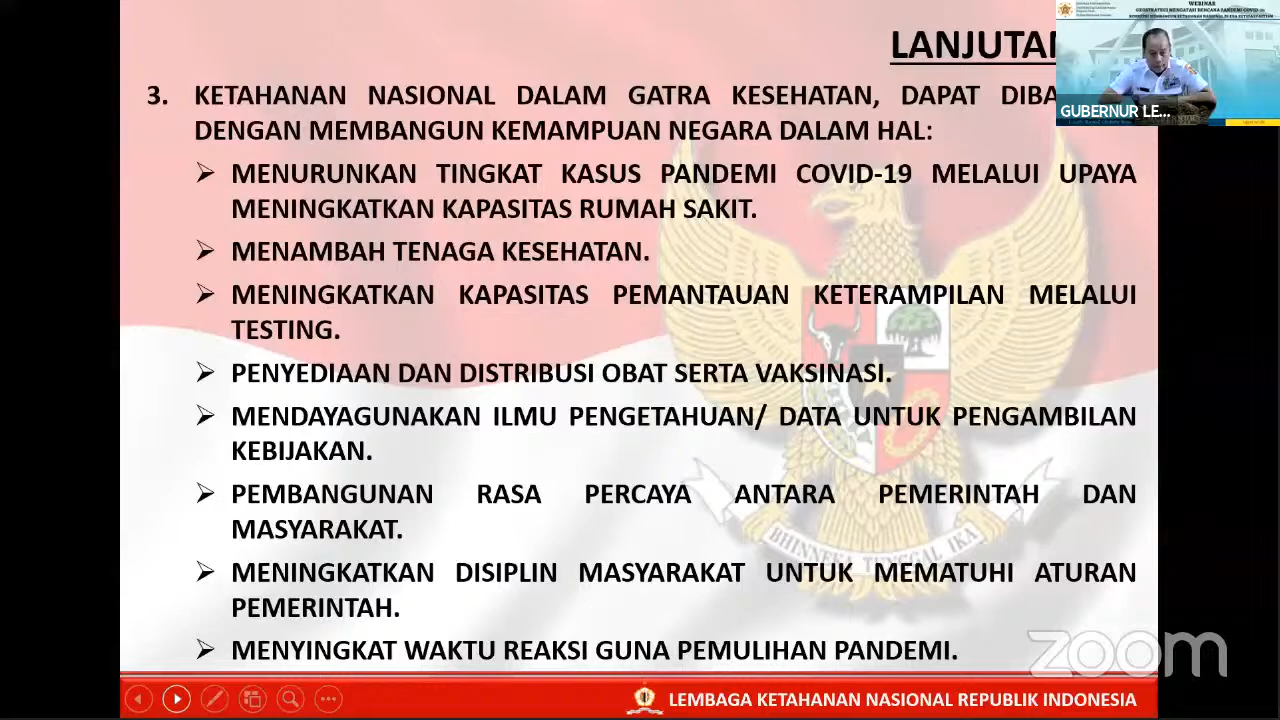 WEBINAR
LANJUTAN
GUBERNUR LE...
3. KETAHANAN NASIONAL DALAM GATRA KESEHATAN, DAPAT DIBA
DENGAN MEMBANGUN KEMAMPUAN NEGARA DALAM HAL:
➢ MENURUNKAN TINGKAT KASUS PANDEMI COVID-19 MELALUI UPAYA
MENINGKATKAN KAPASITAS RUMAH SAKIT.
➢ MENAMBAH TENAGA KESEHATAN.
➢ MENINGKATKAN KAPASITAS PEMANTAUAN KETERAMPILAN MELALUI
TESTING.
➢ PENYEDIAAN DAN DISTRIBUSI OBAT SERTA VAKSINASI.
➢ MENDAYAGUNAKAN ILMU PENGETAHUAN/ DATA UNTUK PENGAMBILAN
KEBIJAKAN.
➢ PEMBANGUNAN RASA PERCAYA ANTARA PEMERINTAH DAN
MASYARAKAT.
➢ MENINGKATKAN DISIPLIN MASYARAKAT UNTUK MEMATUHI ATURAN
PEMERINTAH.
➢ MENYINGKAT WAKTU REAKSI GUNA PEMULIHAN PANDEMI.
BHINNEKA TUNGGAL IKA
zoom
LEMBAGA KETAHANAN NASIONAL REPUBLIK INDONESIA